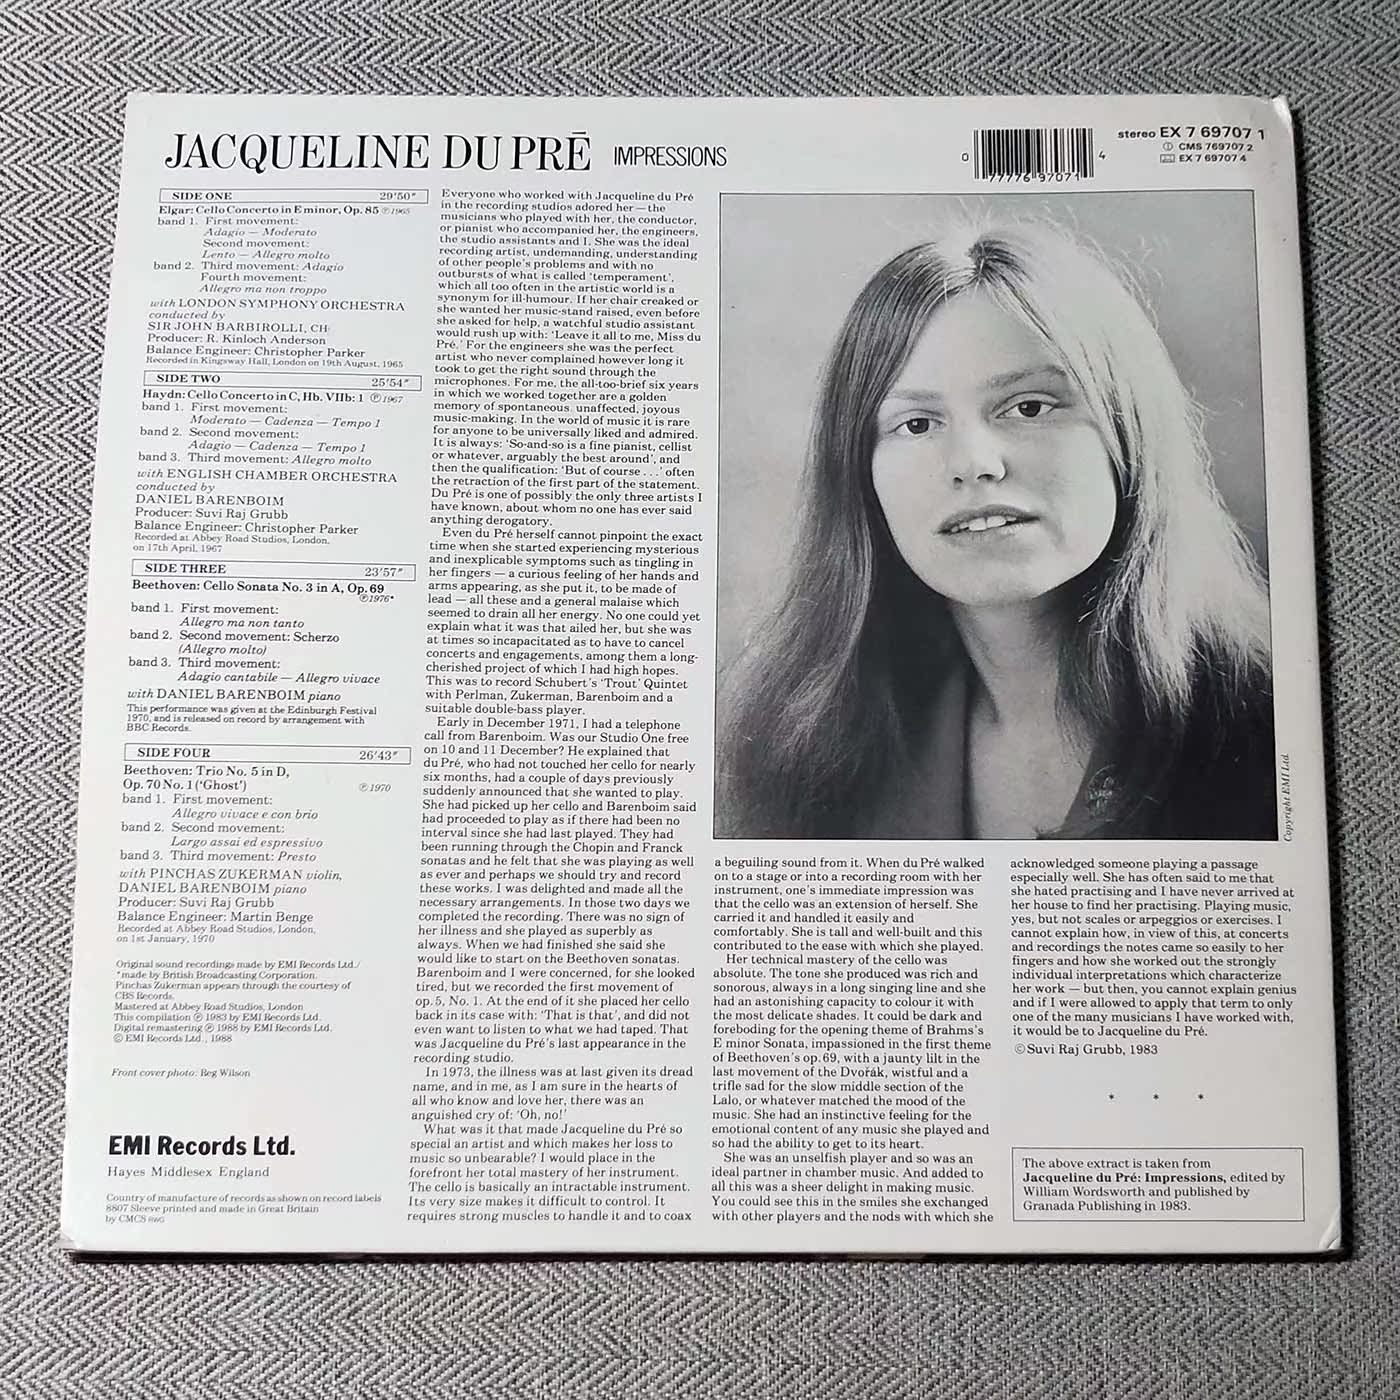 JACQUELINE DU PRĒ IMPRESSIONS
0 77776 97071 4
stereo EX 7 69707 1
CMS 769707 2
EX 7 69707 4
SIDE ONE 29′50″
Elgar: Cello Concerto in E minor, Op. 85 Ⓟ 1965
band 1. First movement:
Adagio — Moderato
Second movement:
Lento — Allegro molto
band 2. Third movement: Adagio
Fourth movement:
Allegro ma non troppo
with LONDON SYMPHONY ORCHESTRA
conducted by
SIR JOHN BARBIROLLI, CH
Producer: R. Kinloch Anderson
Balance Engineer: Christopher Parker
Recorded in Kingsway Hall, London on 19th August, 1965
SIDE TWO 25′54″
Haydn: Cello Concerto in C, Hb. VIIb: 1 Ⓟ 1967
band 1. First movement:
Moderato — Cadenza — Tempo 1
band 2. Second movement:
Adagio — Cadenza — Tempo 1
band 3. Third movement: Allegro molto
with ENGLISH CHAMBER ORCHESTRA
conducted by
DANIEL BARENBOIM
Producer: Suvi Raj Grubb
Balance Engineer: Christopher Parker
Recorded at Abbey Road Studios, London,
on 17th April, 1967
SIDE THREE 23′57″
Beethoven: Cello Sonata No. 3 in A, Op. 69
Ⓟ 1976*
band 1. First movement:
Allegro ma non tanto
band 2. Second movement: Scherzo
(Allegro molto)
band 3. Third movement:
Adagio cantabile — Allegro vivace
with DANIEL BARENBOIM piano
This performance was given at the Edinburgh Festival
1970, and is released on record by arrangement with
BBC Records.
SIDE FOUR 26′43″
Beethoven: Trio No. 5 in D,
Op. 70 No. 1 (‘Ghost’) Ⓟ 1970
band 1. First movement:
Allegro vivace e con brio
band 2. Second movement:
Largo assai ed espressivo
band 3. Third movement: Presto
with PINCHAS ZUKERMAN violin,
DANIEL BARENBOIM piano
Producer: Suvi Raj Grubb
Balance Engineer: Martin Benge
Recorded at Abbey Road Studios, London,
on 1st January, 1970
Original sound recordings made by EMI Records Ltd./
*made by British Broadcasting Corporation.
Pinchas Zukerman appears through the courtesy of
CBS Records.
Mastered at Abbey Road Studios, London
This compilation Ⓟ 1983 by EMI Records Ltd.
Digital remastering Ⓟ 1988 by EMI Records Ltd.
© EMI Records Ltd., 1988
Front cover photo: Reg Wilson
EMI Records Ltd.
Hayes Middlesex England
Country of manufacture of records as shown on record labels
8807 Sleeve printed and made in Great Britain
by CMCS
Everyone who worked with Jacqueline du Pré
in the recording studios adored her — the
musicians who played with her, the conductor,
or pianist who accompanied her, the engineers,
the studio assistants and I. She was the ideal
recording artist, undemanding, understanding
of other people's problems and with no
outbursts of what is called ‘temperament’,
which all too often in the artistic world is a
synonym for ill-humour. If her chair creaked or
she wanted her music-stand raised, even before
she asked for help, a watchful studio assistant
would rush up with: ‘Leave it all to me, Miss du
Pré.’ For the engineers she was the perfect
artist who never complained however long it
took to get the right sound through the
microphones. For me, the all-too-brief six years
in which we worked together are a golden
memory of spontaneous, unaffected, joyous
music-making. In the world of music it is rare
for anyone to be universally liked and admired.
It is always: ‘So-and-so is a fine pianist, cellist
or whatever, arguably the best around’, and
then the qualification: ‘But of course . . .’ often
the retraction of the first part of the statement.
Du Pré is one of possibly the only three artists I
have known, about whom no one has ever said
anything derogatory.
Even du Pré herself cannot pinpoint the exact
time when she started experiencing mysterious
and inexplicable symptoms such as tingling in
her fingers — a curious feeling of her hands and
arms appearing, as she put it, to be made of
lead — all these and a general malaise which
seemed to drain all her energy. No one could yet
explain what it was that ailed her, but she was
at times so incapacitated as to have to cancel
concerts and engagements, among them a long-
cherished project of which I had high hopes.
This was to record Schubert's ‘Trout’ Quintet
with Perlman, Zukerman, Barenboim and a
suitable double-bass player.
Early in December 1971, I had a telephone
call from Barenboim. Was our Studio One free
on 10 and 11 December? He explained that
du Pré, who had not touched her cello for nearly
six months, had a couple of days previously
suddenly announced that she wanted to play.
She had picked up her cello and Barenboim said
had proceeded to play as if there had been no
interval since she had last played. They had
been running through the Chopin and Franck
sonatas and he felt that she was playing as well
as ever and perhaps we should try and record
these works. I was delighted and made all the
necessary arrangements. In those two days we
completed the recording. There was no sign of
her illness and she played as superbly as
always. When we had finished she said she
would like to start on the Beethoven sonatas.
Barenboim and I were concerned, for she looked
tired, but we recorded the first movement of
op. 5, No. 1. At the end of it she placed her cello
back in its case with: ‘That is that’, and did not
even want to listen to what we had taped. That
was Jacqueline du Pré's last appearance in the
recording studio.
In 1973, the illness was at last given its dread
name, and in me, as I am sure in the hearts of
all who know and love her, there was an
anguished cry of: ‘Oh, no!’
What was it that made Jacqueline du Pré so
special an artist and which makes her loss to
music so unbearable? I would place in the
forefront her total mastery of her instrument.
The cello is basically an intractable instrument.
Its very size makes it difficult to control. It
requires strong muscles to handle it and to coax
Copyright EMI Ltd.
a beguiling sound from it. When du Pré walked
on to a stage or into a recording room with her
instrument, one's immediate impression was
that the cello was an extension of herself. She
carried it and handled it easily and
comfortably. She is tall and well-built and this
contributed to the ease with which she played.
Her technical mastery of the cello was
absolute. The tone she produced was rich and
sonorous, always in a long singing line and she
had an astonishing capacity to colour it with
the most delicate shades. It could be dark and
foreboding for the opening theme of Brahms's
E minor Sonata, impassioned in the first theme
of Beethoven's op. 69, with a jaunty lilt in the
last movement of the Dvořák, wistful and a
trifle sad for the slow middle section of the
Lalo, or whatever matched the mood of the
music. She had an instinctive feeling for the
emotional content of any music she played and
so had the ability to get to its heart.
She was an unselfish player and so was an
ideal partner in chamber music. And added to
all this was a sheer delight in making music.
You could see this in the smiles she exchanged
with other players and the nods with which she
acknowledged someone playing a passage
especially well. She has often said to me that
she hated practising and I have never arrived at
her house to find her practising. Playing music,
yes, but not scales or arpeggios or exercises. I
cannot explain how, in view of this, at concerts
and recordings the notes came so easily to her
fingers and how she worked out the strongly
individual interpretations which characterize
her work — but then, you cannot explain genius
and if I were allowed to apply that term to only
one of the many musicians I have worked with,
it would be to Jacqueline du Pré.
© Suvi Raj Grubb, 1983
* * *
The above extract is taken from
Jacqueline du Pré: Impressions, edited by
William Wordsworth and published by
Granada Publishing in 1983.